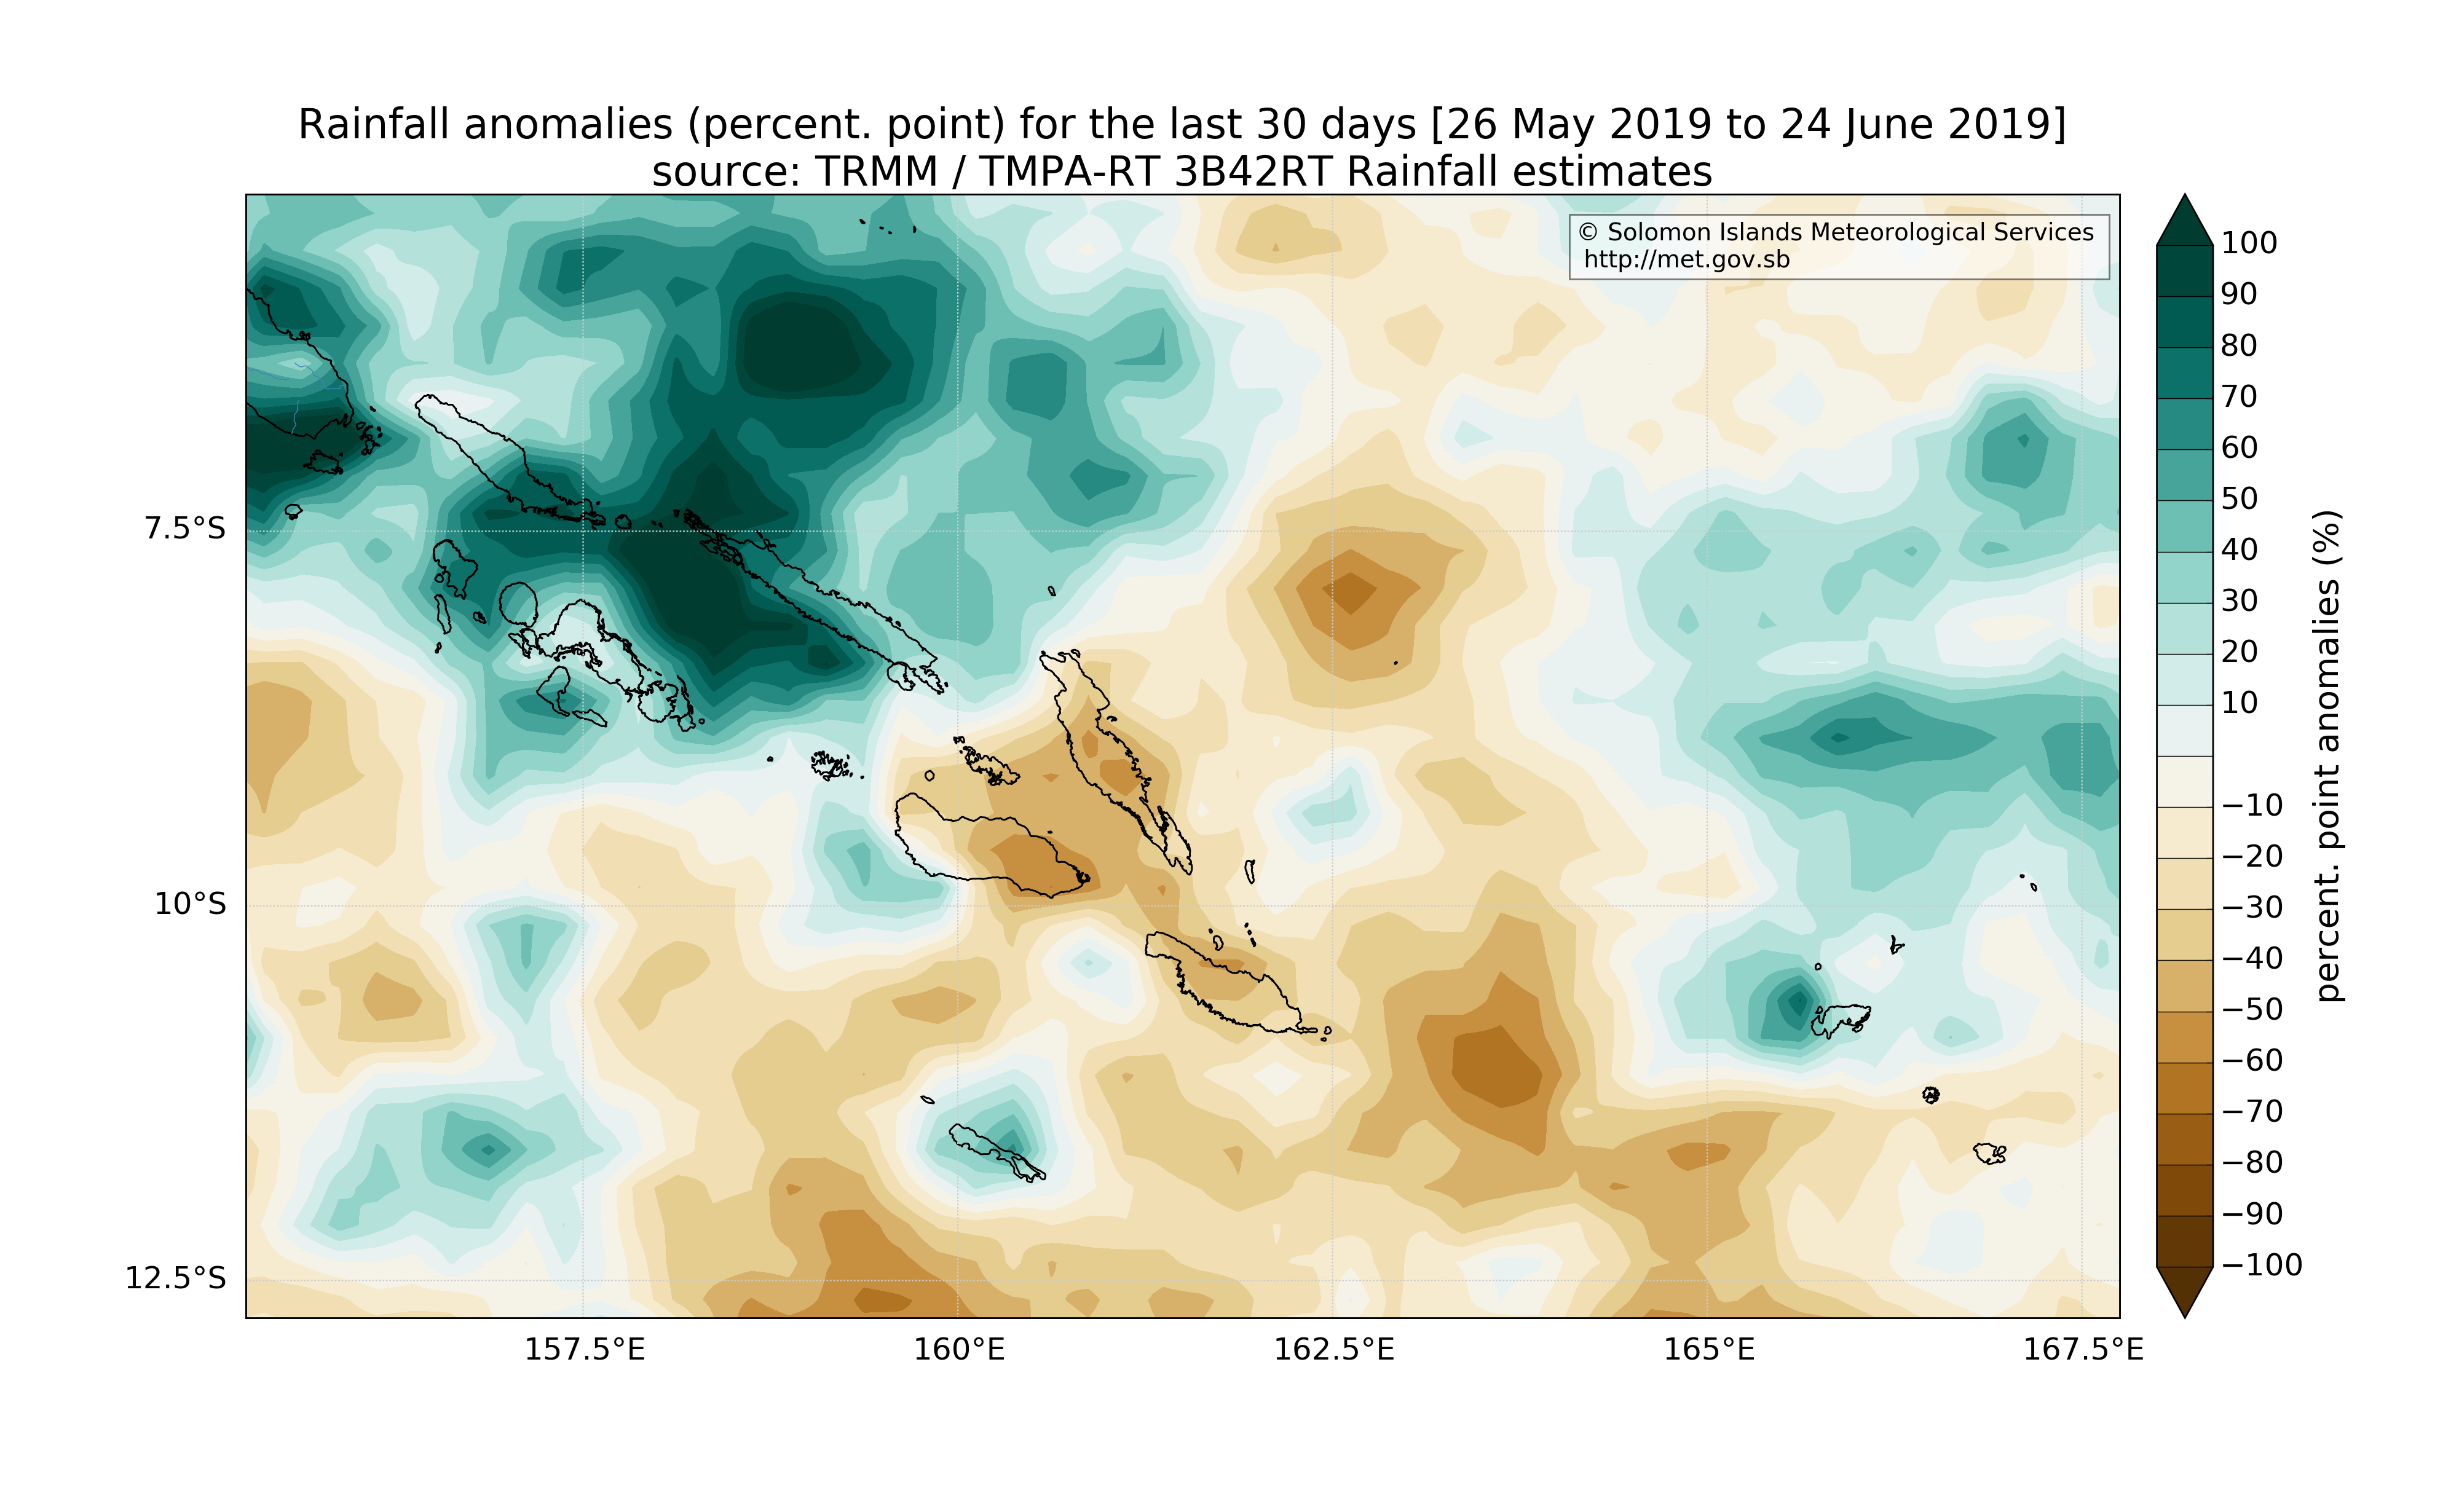 Rainfall anomalies (percent. point) for the last 30 days [26 May 2019 to 24 June 2019]
source: TRMM / TMPA-RT 3B42RT Rainfall estimates
© Solomon Islands Meteorological Services
http://met.gov.sb
7.5°S
10°S
12.5°S
157.5°E
160°E
162.5°E
165°E
167.5°E
100
90
80
70
60
50
40
30
20
10
−10
−20
−30
−40
−50
−60
−70
−80
−90
−100
percent. point anomalies (%)